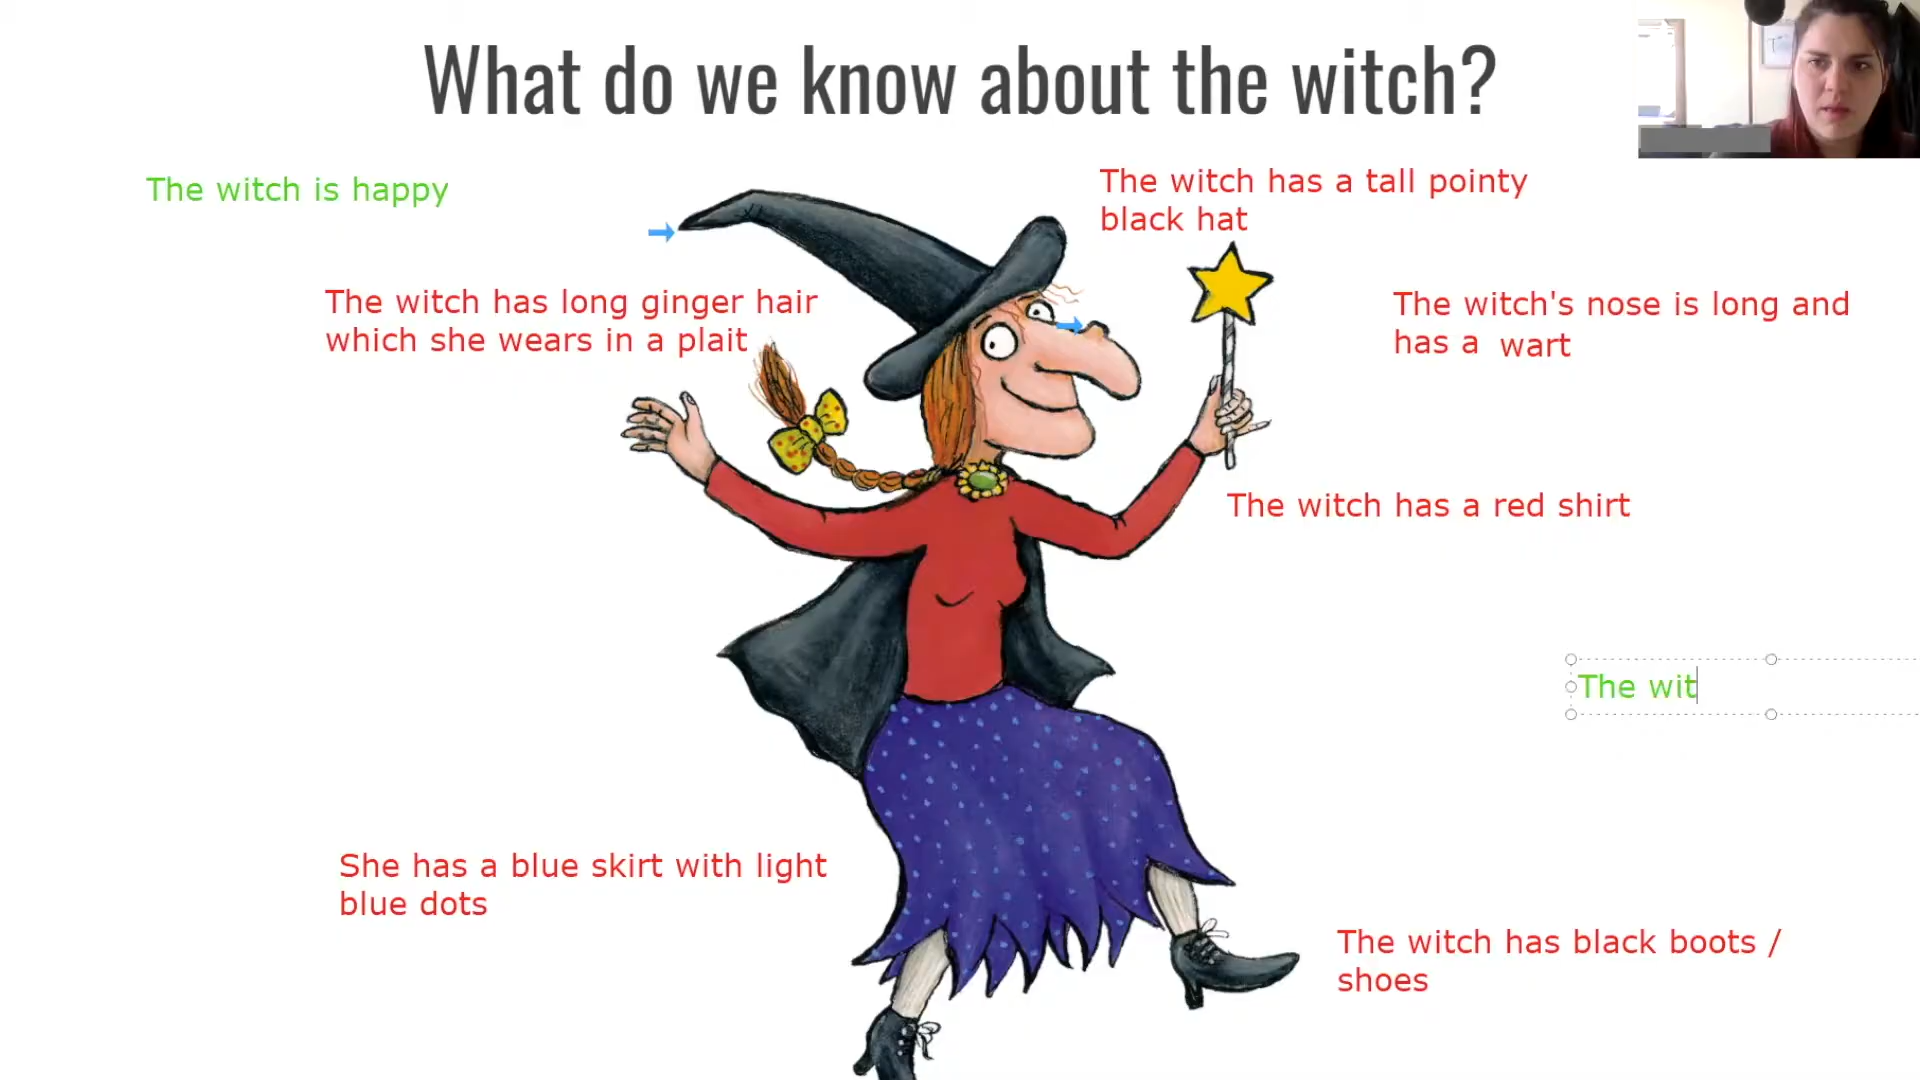 What do we know about the witch?
The witch is happy
The witch has a tall pointy
black hat
The witch has long ginger hair
which she wears in a plait
The witch's nose is long and
has a wart
The witch has a red shirt
The wit
She has a blue skirt with light
blue dots
The witch has black boots /
shoes